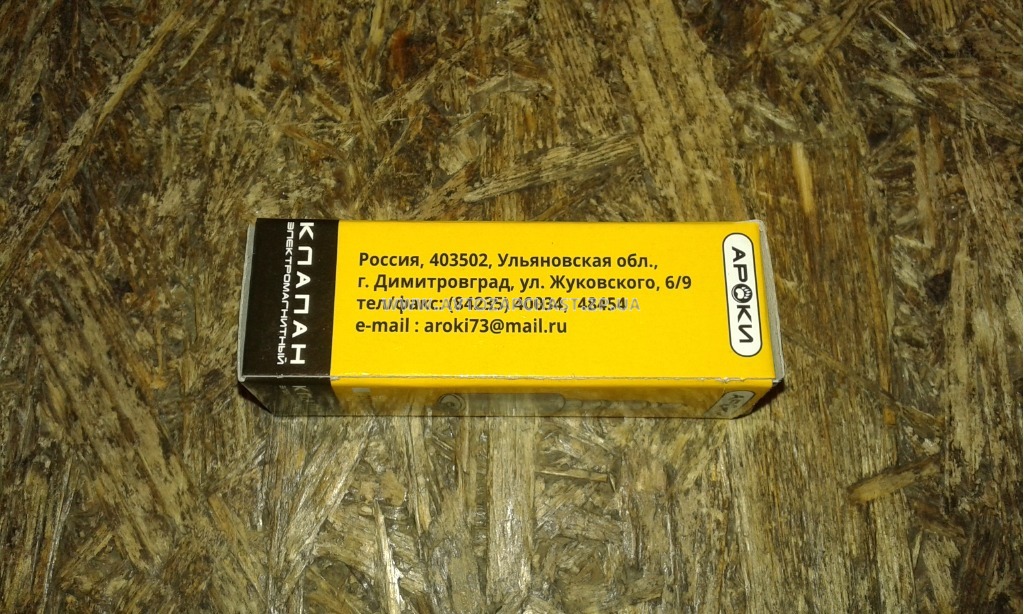 КЛАПАН
ЭЛЕКТРОМАГНИТНЫЙ
Россия, 403502, Ульяновская обл.,
г. Димитровград, ул. Жуковского, 6/9
тел/факс: (84235) 40034, 48454
e-mail : aroki73@mail.ru
АРОКИ